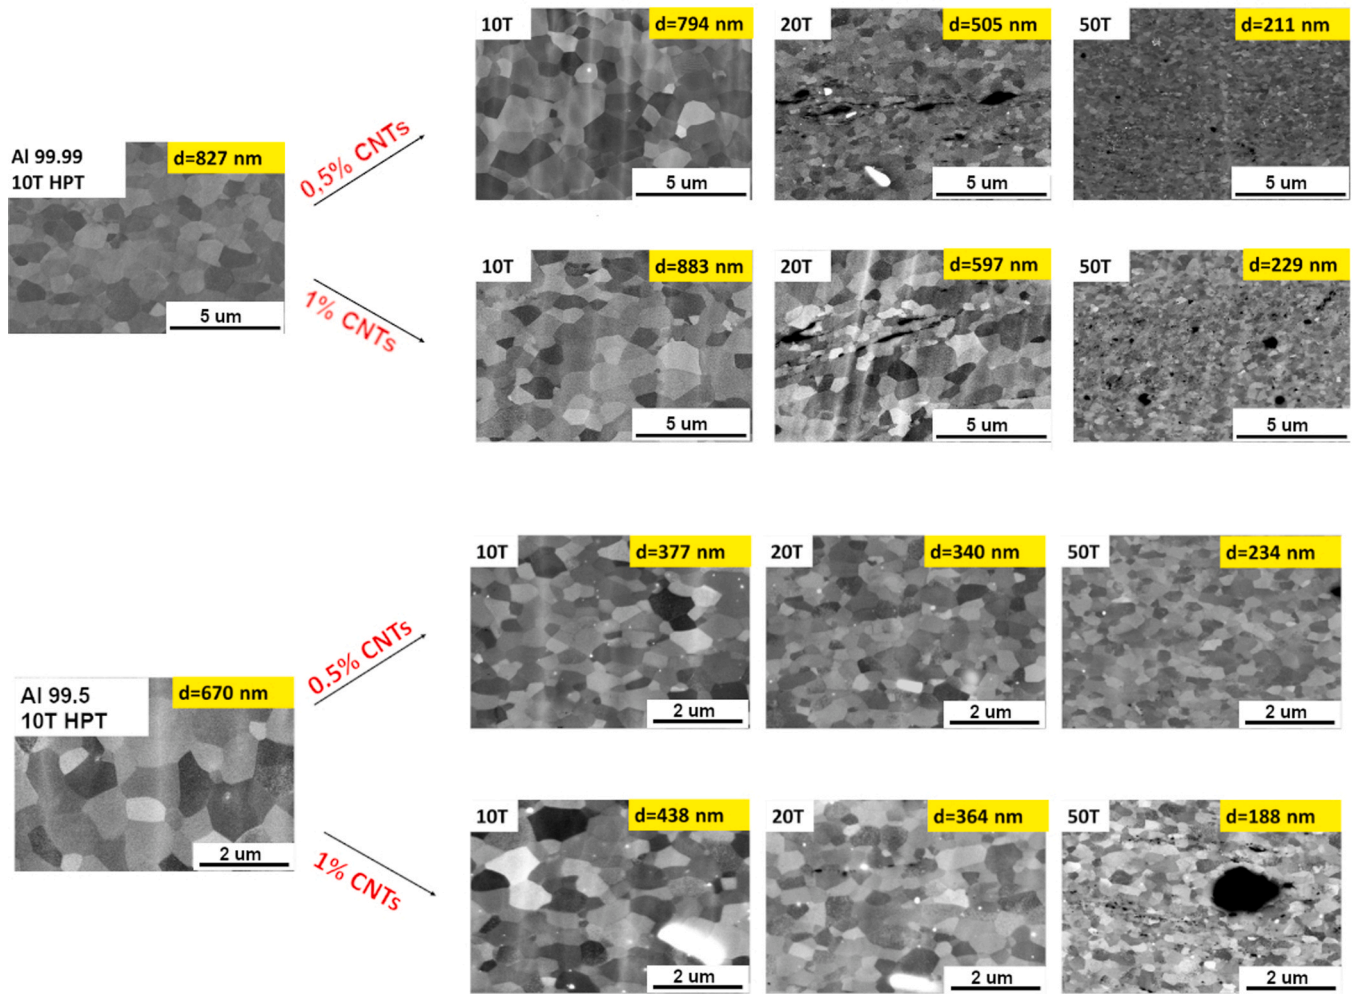 10T
d=794 nm
20T
d=505 nm
50T
d=211 nm
5 um
5 um
5 um
Al 99.99
10T HPT
d=827 nm
5 um
0,5% CNTs
1% CNTs
10T
d=883 nm
20T
d=597 nm
50T
d=229 nm
5 um
5 um
5 um
10T
d=377 nm
20T
d=340 nm
50T
d=234 nm
2 um
2 um
2 um
Al 99.5
10T HPT
d=670 nm
2 um
0.5% CNTs
1% CNTs
10T
d=438 nm
20T
d=364 nm
50T
d=188 nm
2 um
2 um
2 um